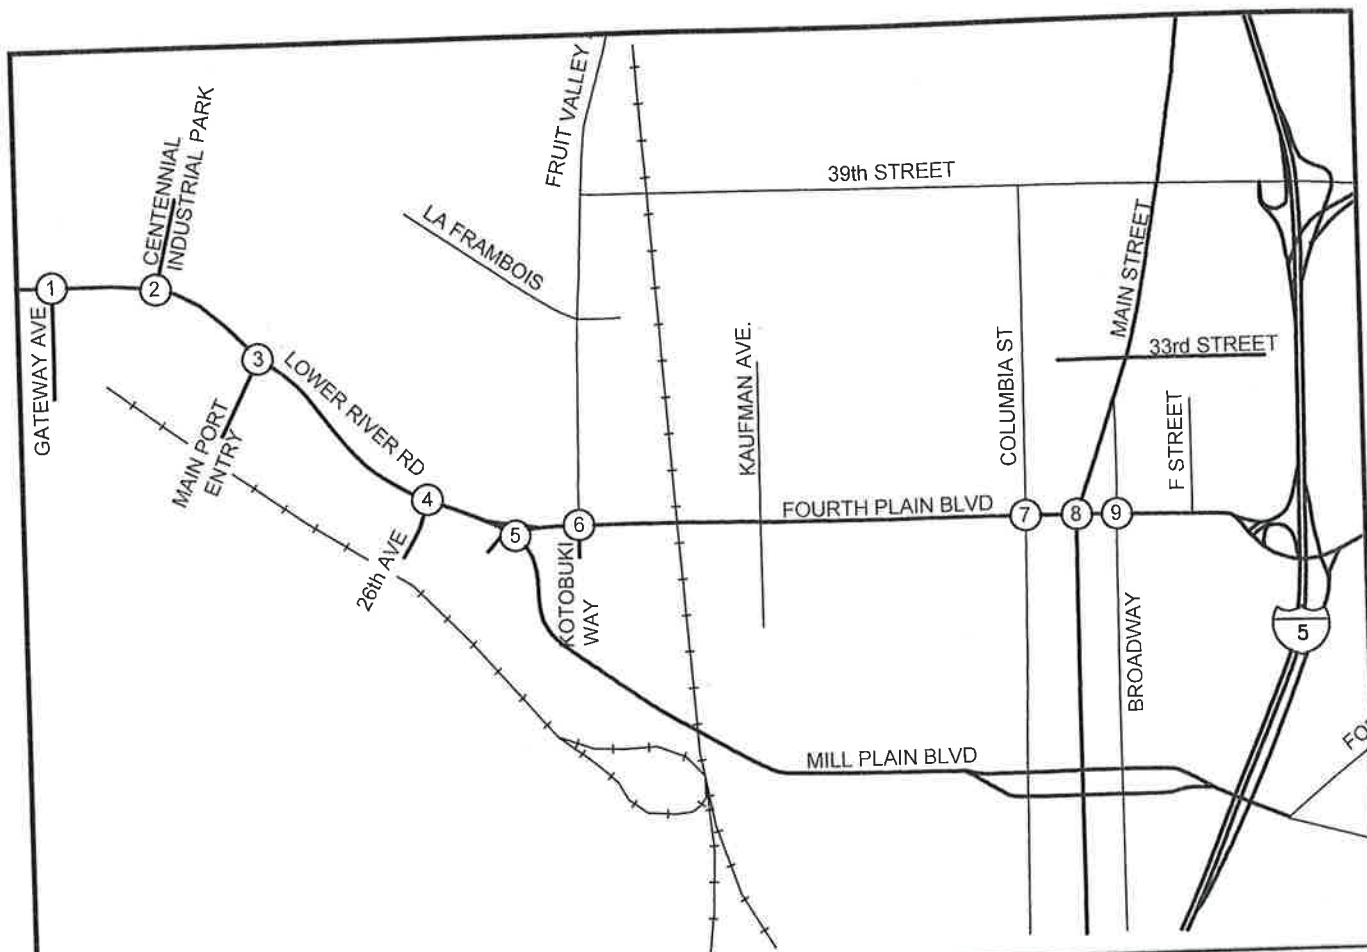 FRUIT VALLEY
CENTENNIAL
INDUSTRIAL PARK
39th STREET
LA FRAMBOIS
MAIN STREET
1
2
GATEWAY AVE
3
LOWER RIVER RD
33rd STREET
KAUFMAN AVE.
COLUMBIA ST
F STREET
MAIN PORT
ENTRY
4
5
6
FOURTH PLAIN BLVD
7
8
9
26th AVE
KOTOBUKI
WAY
BROADWAY
5
MILL PLAIN BLVD